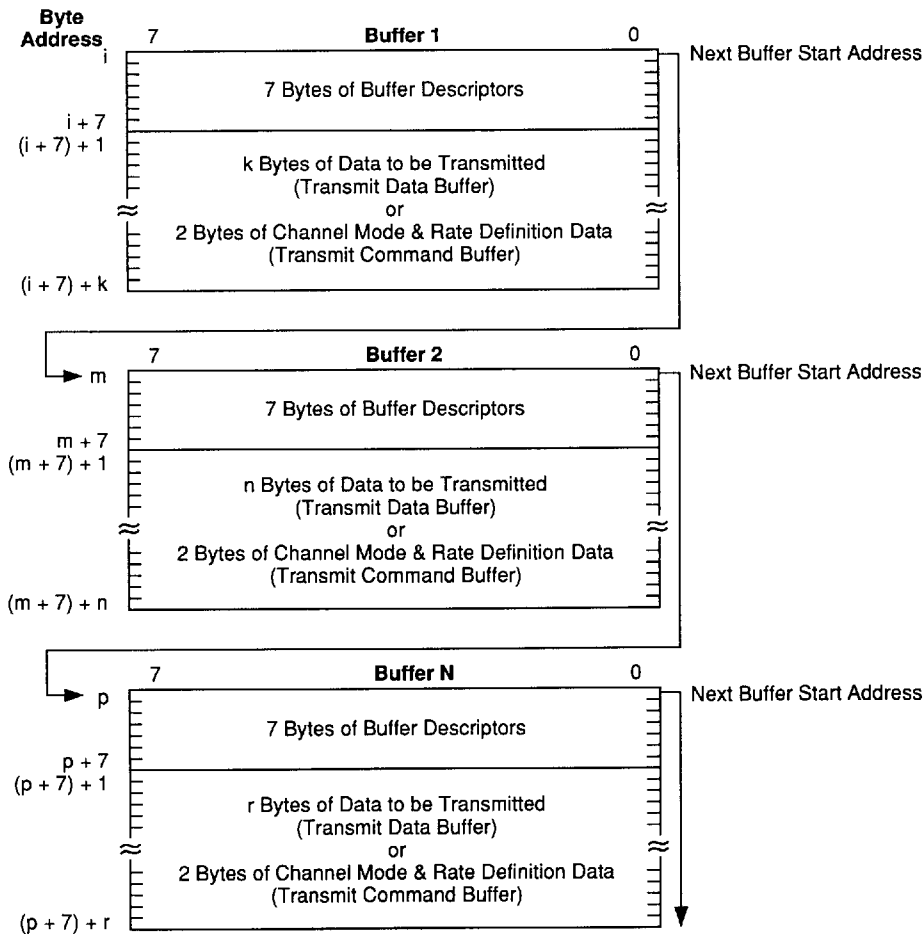 Byte
Address
7 Buffer 1 0
i
Next Buffer Start Address
7 Bytes of Buffer Descriptors
i + 7
(i + 7) + 1
k Bytes of Data to be Transmitted
(Transmit Data Buffer)
or
2 Bytes of Channel Mode & Rate Definition Data
(Transmit Command Buffer)
(i + 7) + k
7 Buffer 2 0
m
Next Buffer Start Address
7 Bytes of Buffer Descriptors
m + 7
(m + 7) + 1
n Bytes of Data to be Transmitted
(Transmit Data Buffer)
or
2 Bytes of Channel Mode & Rate Definition Data
(Transmit Command Buffer)
(m + 7) + n
7 Buffer N 0
p
Next Buffer Start Address
7 Bytes of Buffer Descriptors
p + 7
(p + 7) + 1
r Bytes of Data to be Transmitted
(Transmit Data Buffer)
or
2 Bytes of Channel Mode & Rate Definition Data
(Transmit Command Buffer)
(p + 7) + r